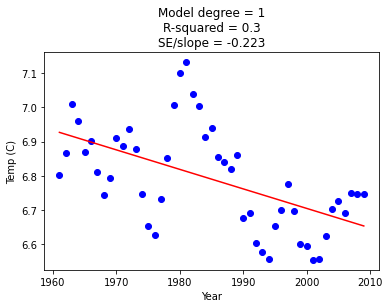 Model degree = 1
R-squared = 0.3
SE/slope = -0.223
Temp (C)
7.1
7.0
6.9
6.8
6.7
6.6
1960
1970
1980
1990
2000
2010
Year